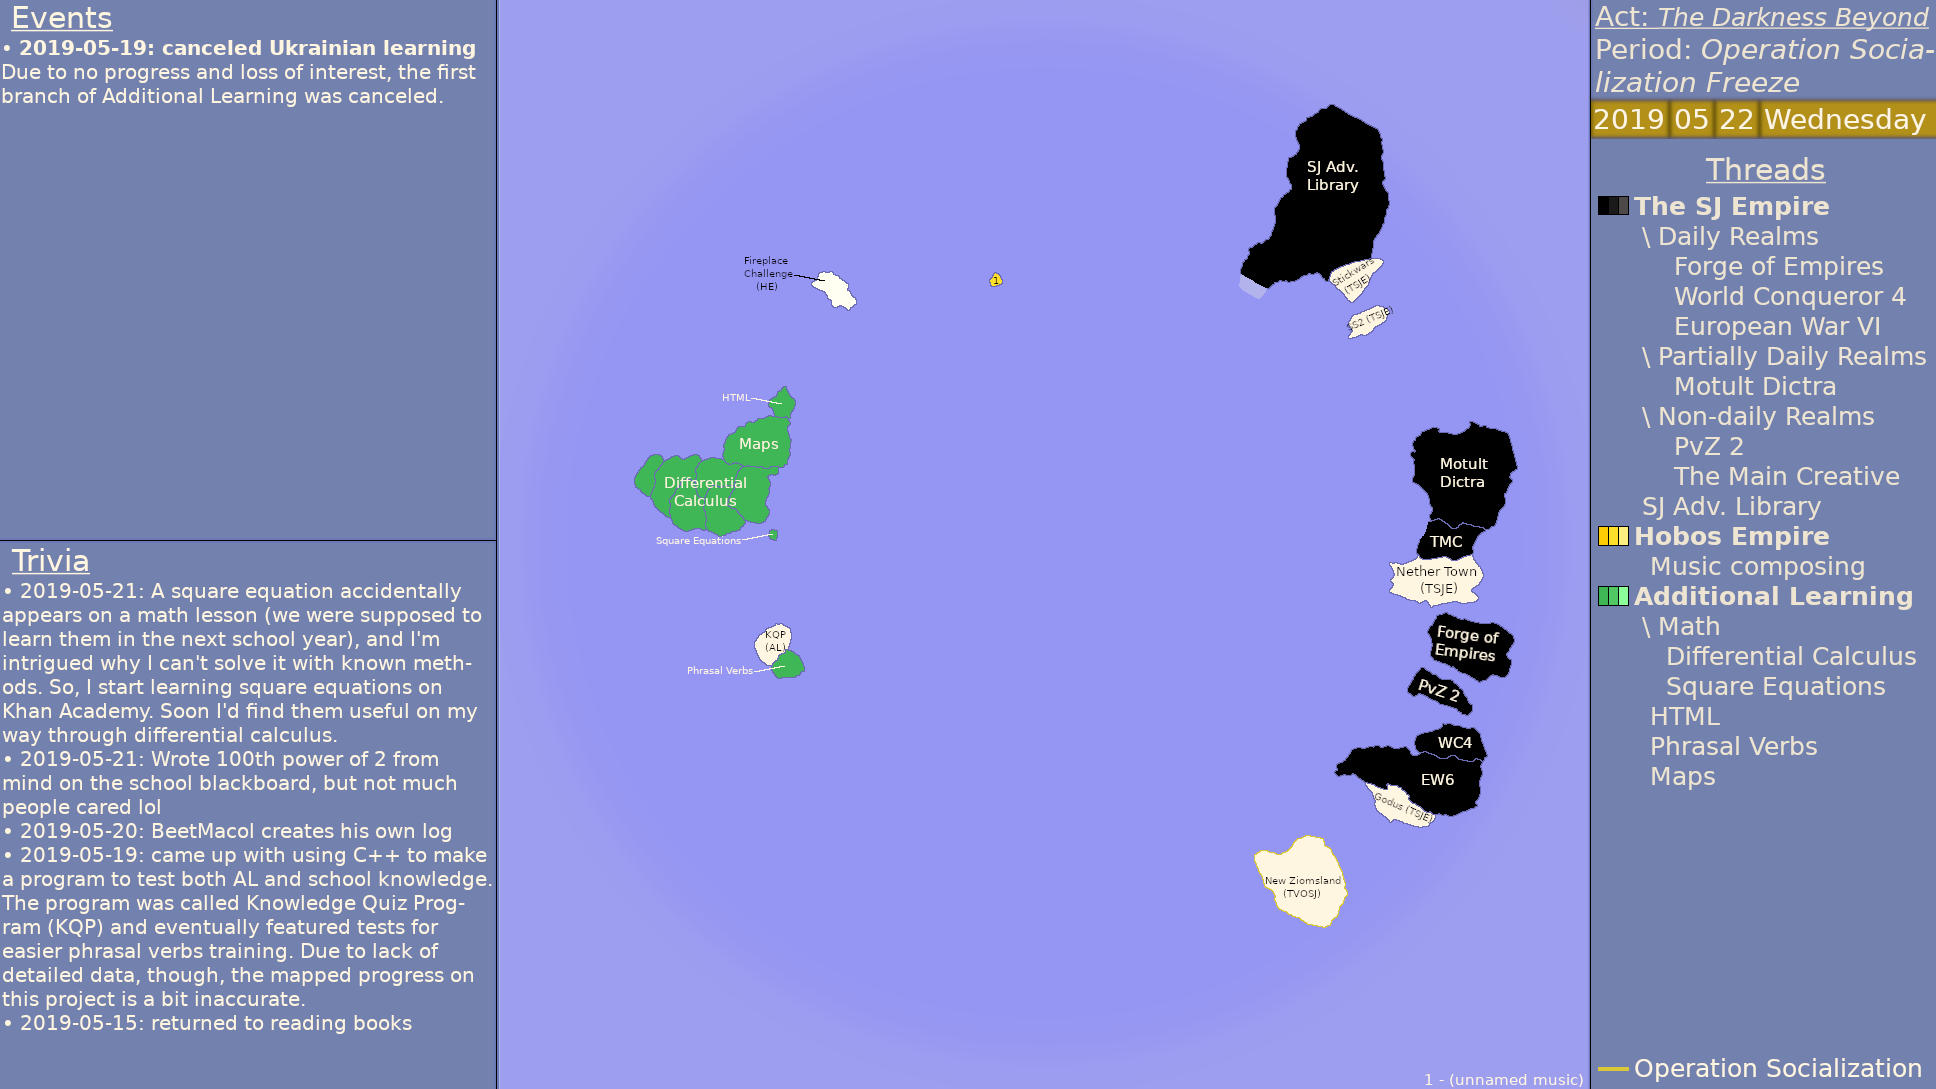 Events
• 2019-05-19: canceled Ukrainian learning
Due to no progress and loss of interest, the first
branch of Additional Learning was canceled.
Trivia
• 2019-05-21: A square equation accidentally
appears on a math lesson (we were supposed to
learn them in the next school year), and I'm
intrigued why I can't solve it with known meth-
ods. So, I start learning square equations on
Khan Academy. Soon I'd find them useful on my
way through differential calculus.
• 2019-05-21: Wrote 100th power of 2 from
mind on the school blackboard, but not much
people cared lol
• 2019-05-20: BeetMacol creates his own log
• 2019-05-19: came up with using C++ to make
a program to test both AL and school knowledge.
The program was called Knowledge Quiz Prog-
ram (KQP) and eventually featured tests for
easier phrasal verbs training. Due to lack of
detailed data, though, the mapped progress on
this project is a bit inaccurate.
• 2019-05-15: returned to reading books
SJ Adv.
Library
Stickwars
(TSJE)
SS2 (TSJE)
Fireplace
Challenge
(HE)
1
HTML
Maps
Differential
Calculus
Square Equations
KQP
(AL)
Phrasal Verbs
Motult
Dictra
TMC
Nether Town
(TSJE)
Forge of
Empires
PvZ 2
WC4
EW6
Godus (TSJE)
New Ziomsland
(TVOSJ)
1 - (unnamed music)
Act: The Darkness Beyond
Period: Operation Socia-
lization Freeze
2019 05 22 Wednesday
Threads
The SJ Empire
\ Daily Realms
Forge of Empires
World Conqueror 4
European War VI
\ Partially Daily Realms
Motult Dictra
\ Non-daily Realms
PvZ 2
The Main Creative
SJ Adv. Library
Hobos Empire
Music composing
Additional Learning
\ Math
Differential Calculus
Square Equations
HTML
Phrasal Verbs
Maps
Operation Socialization